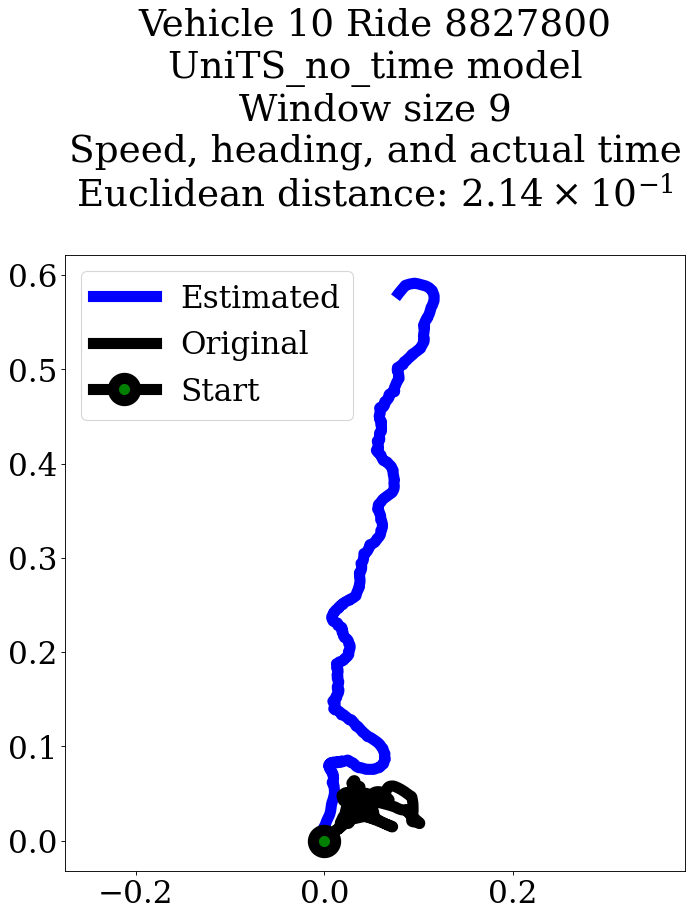 Vehicle 10 Ride 8827800
UniTS_no_time model
Window size 9
Speed, heading, and actual time
Euclidean distance: 2.14 × 10⁻¹
Estimated
Original
Start
0.6
0.5
0.4
0.3
0.2
0.1
0.0
−0.2 0.0 0.2